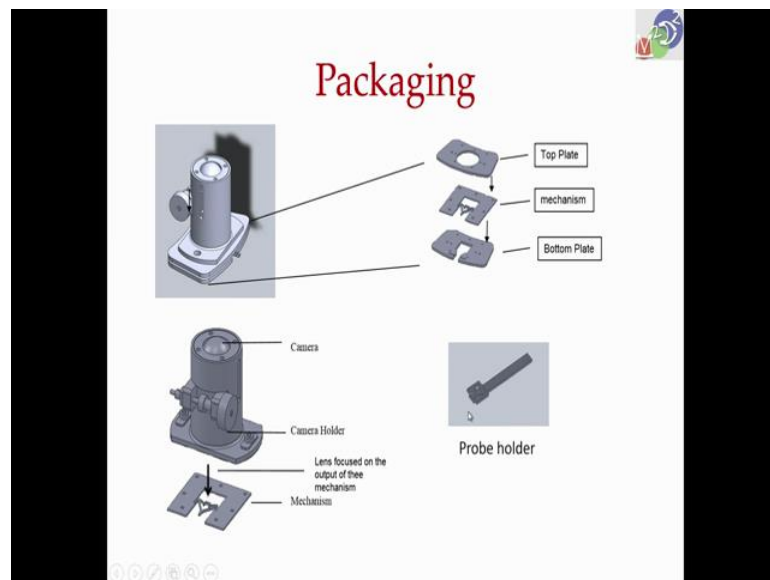 Packaging
Top Plate
mechanism
Bottom Plate
Camera
Camera Holder
Lens focused on the
output of thee
mechanism
Mechanism
Probe holder